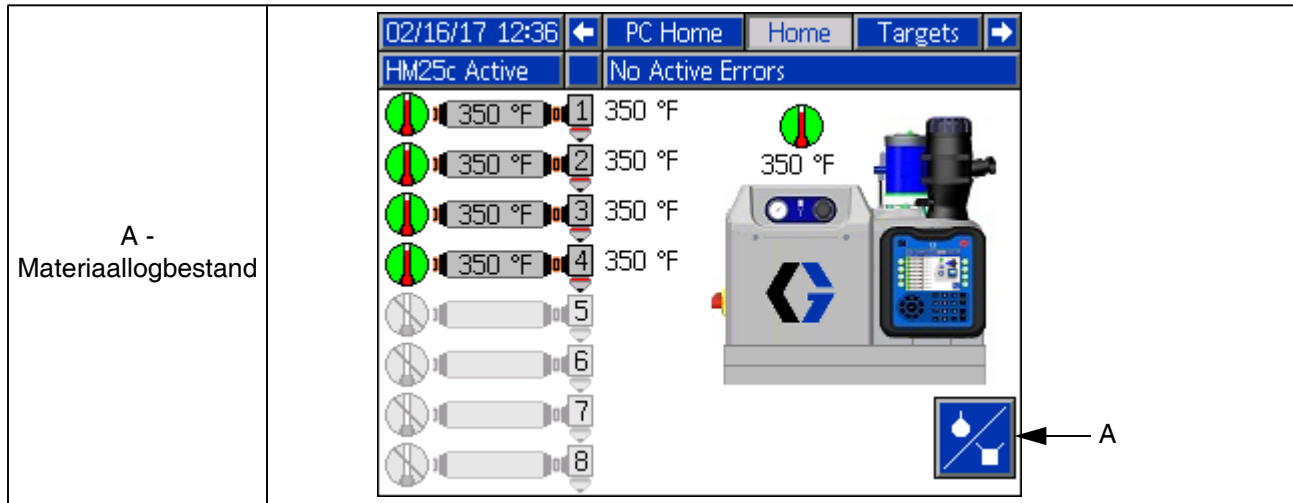 A -
Materiaallogbestand
02/16/17 12:36 PC Home Home Targets
HM25c Active No Active Errors
350 °F 1 350 °F
350 °F 2 350 °F
350 °F 3 350 °F
350 °F 4 350 °F
5
6
7
8
350 °F
A